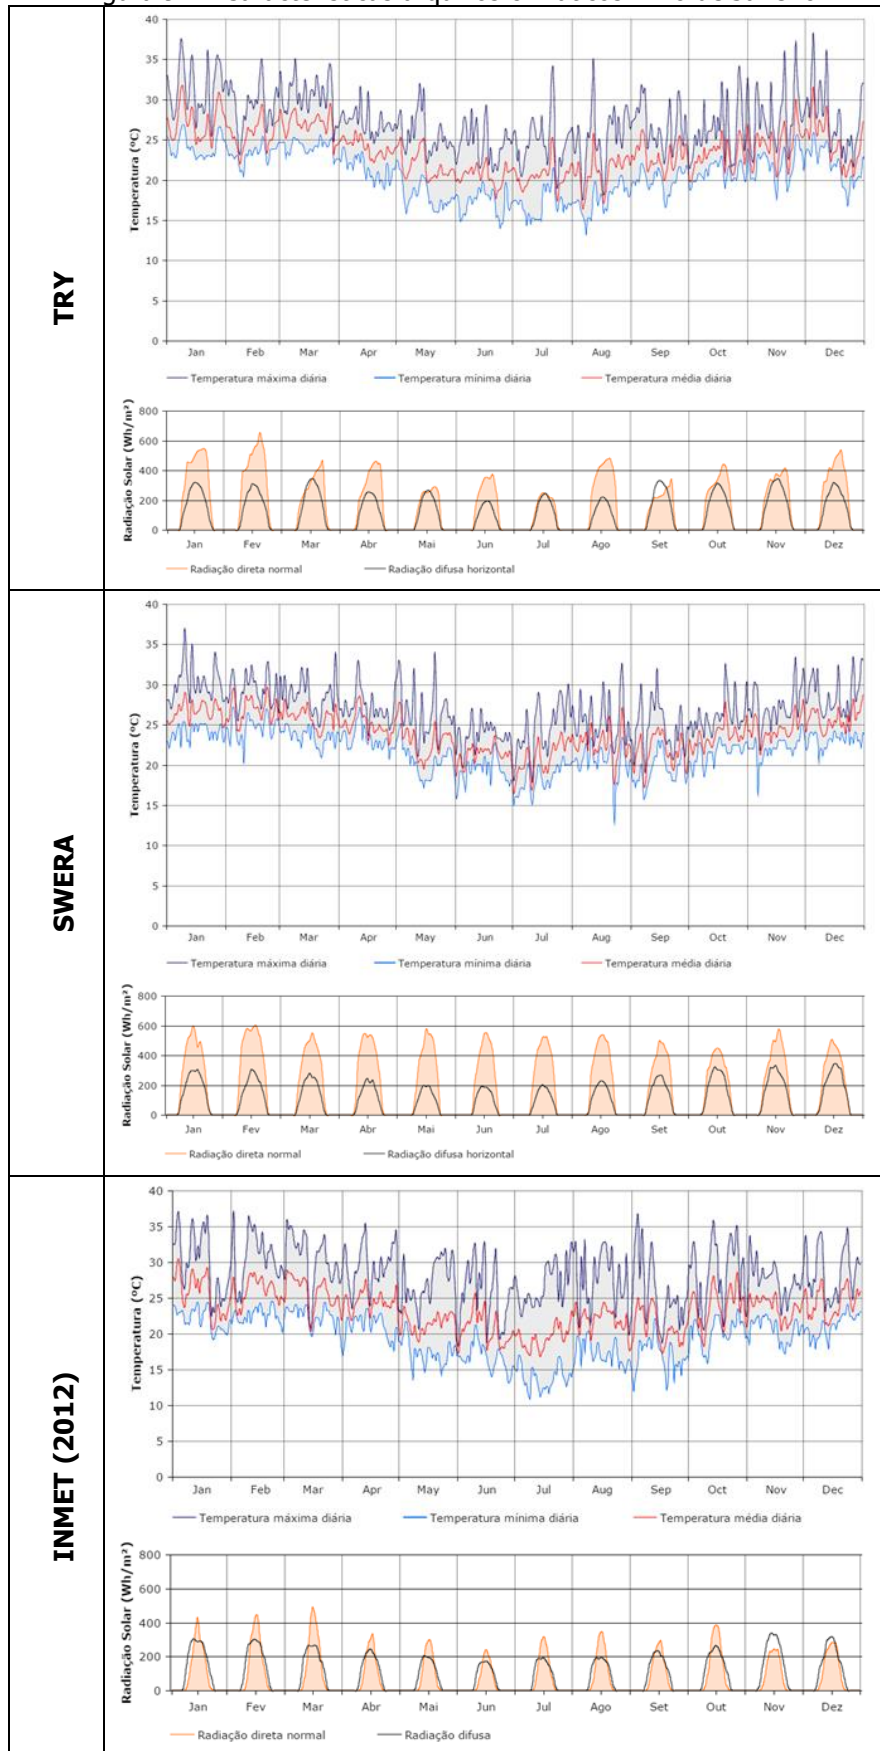 TRY
Temperatura (ºC)
40
35
30
25
20
15
10
5
0
Jan Feb Mar Apr May Jun Jul Aug Sep Oct Nov Dec
Temperatura máxima diária Temperatura mínima diária Temperatura média diária
Radiação Solar (Wh/m²)
800
600
400
200
0
Jan Fev Mar Abr Mai Jun Jul Ago Set Out Nov Dez
Radiação direta normal Radiação difusa horizontal
SWERA
Temperatura (ºC)
40
35
30
25
20
15
10
5
0
Jan Feb Mar Apr May Jun Jul Aug Sep Oct Nov Dec
Temperatura máxima diária Temperatura mínima diária Temperatura média diária
Radiação Solar (Wh/m²)
800
600
400
200
0
Jan Fev Mar Abr Mai Jun Jul Ago Set Out Nov Dez
Radiação direta normal Radiação difusa horizontal
INMET (2012)
Temperatura (ºC)
40
35
30
25
20
15
10
5
0
Jan Feb Mar Apr May Jun Jul Aug Sep Oct Nov Dec
Temperatura máxima diária Temperatura mínima diária Temperatura média diária
Radiação Solar (Wh/m²)
800
600
400
200
0
Jan Fev Mar Abr Mai Jun Jul Ago Set Out Nov Dez
Radiação direta normal Radiação difusa